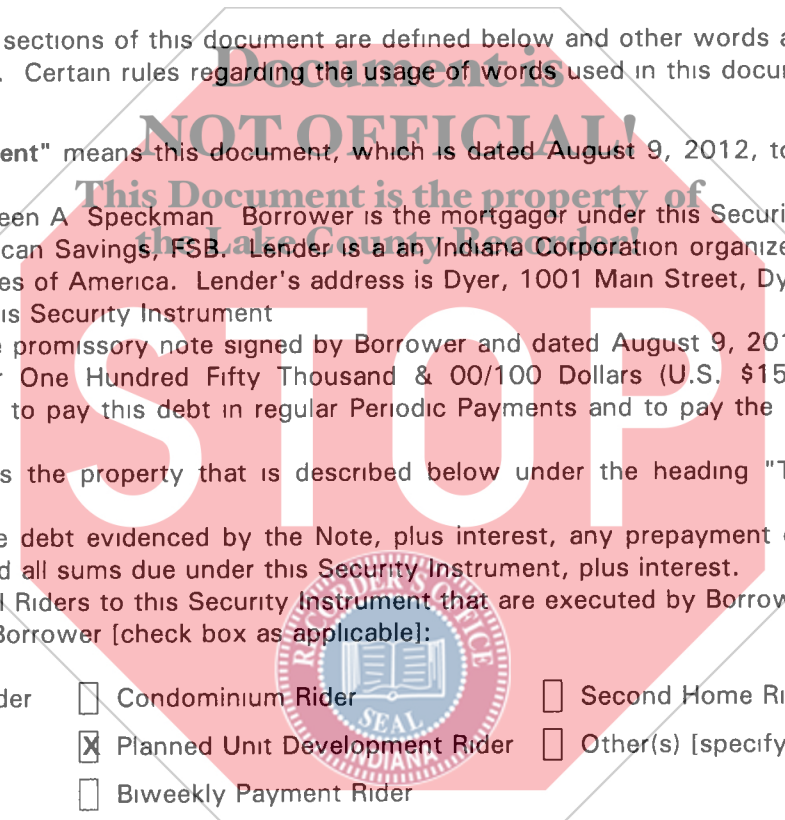 sections of this document are defined below and other words a
. Certain rules regarding the usage of words used in this docu
Document is
NOT OFFICIAL!
This Document is the property of
the Lake County Recorder!
ent" means this document, which is dated August 9, 2012, to
een A Speckman Borrower is the mortgagor under this Securi
can Savings, FSB. Lender is a an Indiana Corporation organize
es of America. Lender's address is Dyer, 1001 Main Street, Dy
is Security Instrument
e promissory note signed by Borrower and dated August 9, 201
r One Hundred Fifty Thousand & 00/100 Dollars (U.S. $15
to pay this debt in regular Periodic Payments and to pay the
STOP
s the property that is described below under the heading "T
e debt evidenced by the Note, plus interest, any prepayment
d all sums due under this Security Instrument, plus interest.
l Riders to this Security Instrument that are executed by Borrow
Borrower [check box as applicable]:
der Condominium Rider Second Home Ri
X Planned Unit Development Rider Other(s) [specify
Biweekly Payment Rider
RECORDER'S OFFICE
SEAL
INDIANA